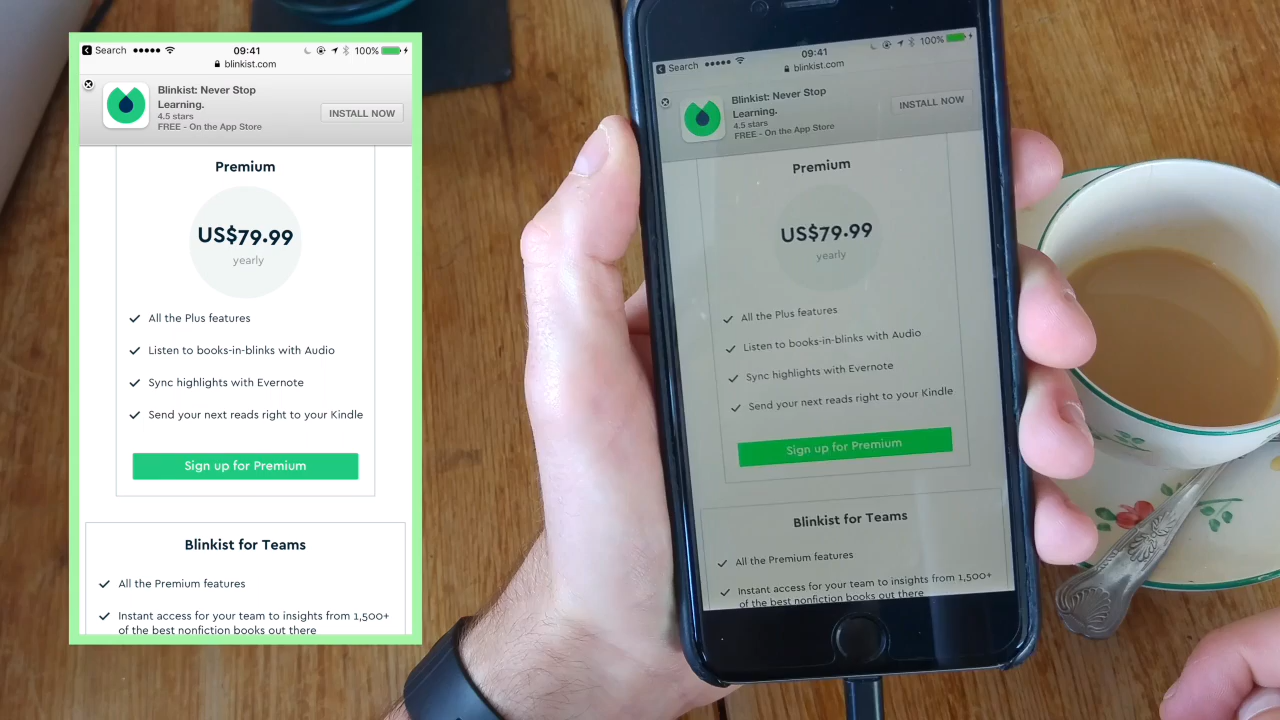 Search 09:41 100%
blinkist.com
Blinkist: Never Stop
Learning.
4.5 stars
FREE - On the App Store
INSTALL NOW
Premium
US$79.99
yearly
All the Plus features
Listen to books-in-blinks with Audio
Sync highlights with Evernote
Send your next reads right to your Kindle
Sign up for Premium
Blinkist for Teams
All the Premium features
Instant access for your team to insights from 1,500+
of the best nonfiction books out there
Search 09:41 100%
blinkist.com
Blinkist: Never Stop
Learning.
4.5 stars
FREE - On the App Store
INSTALL NOW
Premium
US$79.99
yearly
All the Plus features
Listen to books-in-blinks with Audio
Sync highlights with Evernote
Send your next reads right to your Kindle
Sign up for Premium
Blinkist for Teams
All the Premium features
Instant access for your team to insights from 1,500+
of the best nonfiction books out there